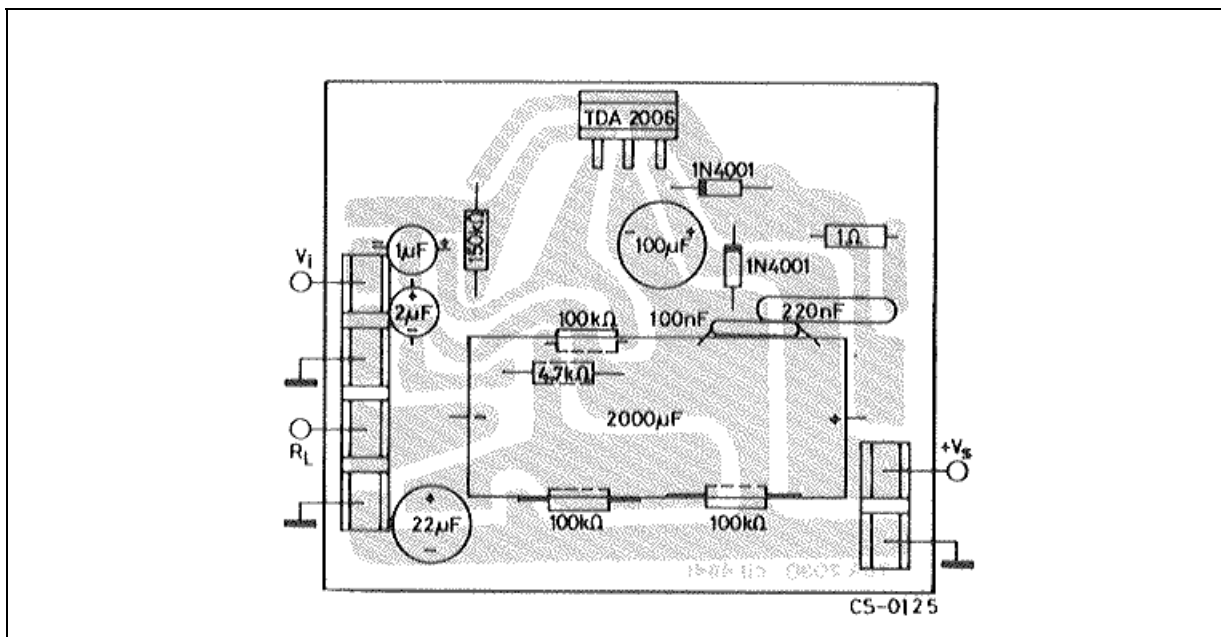 TDA 2006
1N4001
150kΩ
1µF
- 100µF +
1Ω
Vi
1N4001
2µF
100kΩ
100nF
220nF
4.7kΩ
2000µF
RL
+Vs
22µF
100kΩ
100kΩ
CS-0125